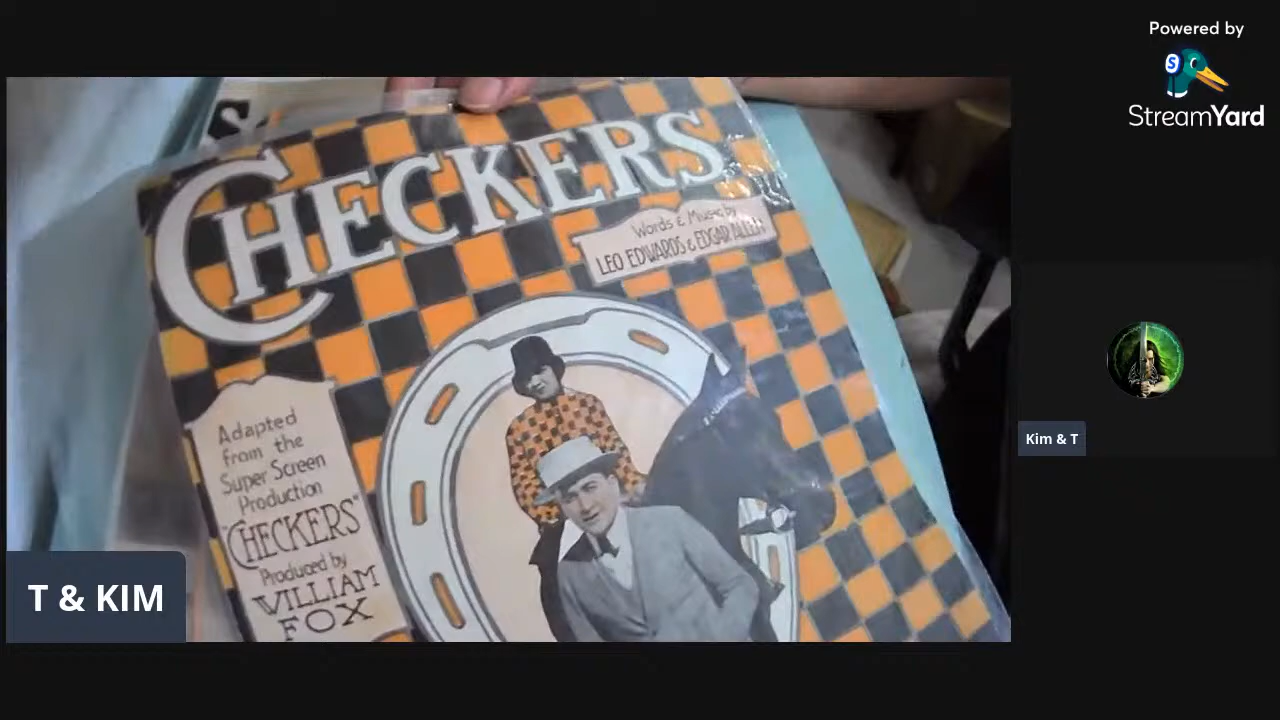 Powered by
StreamYard
S
CHECKERS
Words & Music by
LEO EDWARDS & EDGAR ALLEN
Adapted
from the
Super Screen
Production
"CHECKERS"
Produced by
WILLIAM
FOX
T & KIM
Kim & T